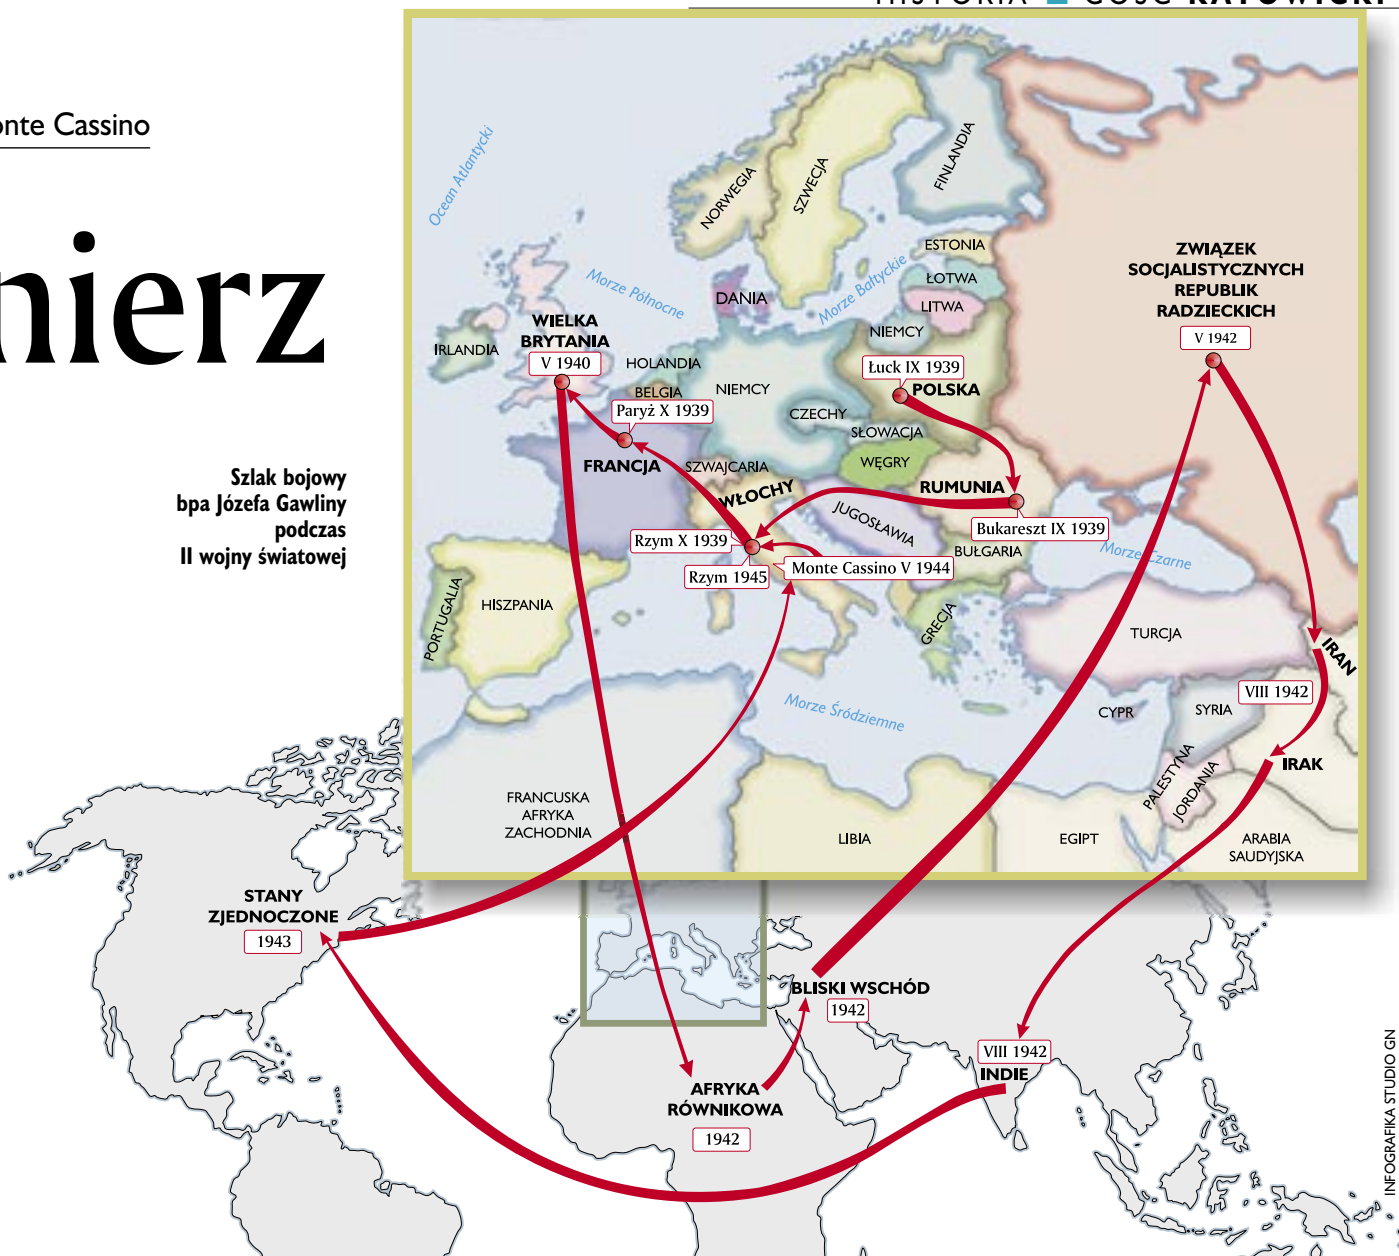 HISTORIA GOŚĆ KATOWICKI
onte Cassino
nierz
Szlak bojowy
bpa Józefa Gawliny
podczas
II wojny światowej
Ocean Atlantycki
NORWEGIA
SZWECJA
FINLANDIA
ESTONIA
ŁOTWA
LITWA
Morze Bałtyckie
Morze Północne
DANIA
NIEMCY
ZWIĄZEK
SOCJALISTYCZNYCH
REPUBLIK
RADZIECKICH
V 1942
IRLANDIA
WIELKA
BRYTANIA
V 1940
HOLANDIA
BELGIA
NIEMCY
Łuck IX 1939
POLSKA
Paryż X 1939
CZECHY
SŁOWACJA
FRANCJA
SZWAJCARIA
WĘGRY
WŁOCHY
RUMUNIA
JUGOSŁAWIA
Bukareszt IX 1939
Rzym X 1939
BUŁGARIA
Morze Czarne
Rzym 1945
Monte Cassino V 1944
PORTUGALIA
HISZPANIA
GRECJA
TURCJA
IRAN
VIII 1942
Morze Śródziemne
CYPR
SYRIA
IRAK
PALESTYNA
JORDANIA
FRANCUSKA
AFRYKA
ZACHODNIA
LIBIA
EGIPT
ARABIA
SAUDYJSKA
STANY
ZJEDNOCZONE
1943
BLISKI WSCHÓD
1942
VIII 1942
INDIE
AFRYKA
RÓWNIKOWA
1942
INFOGRAFIKA STUDIO GN